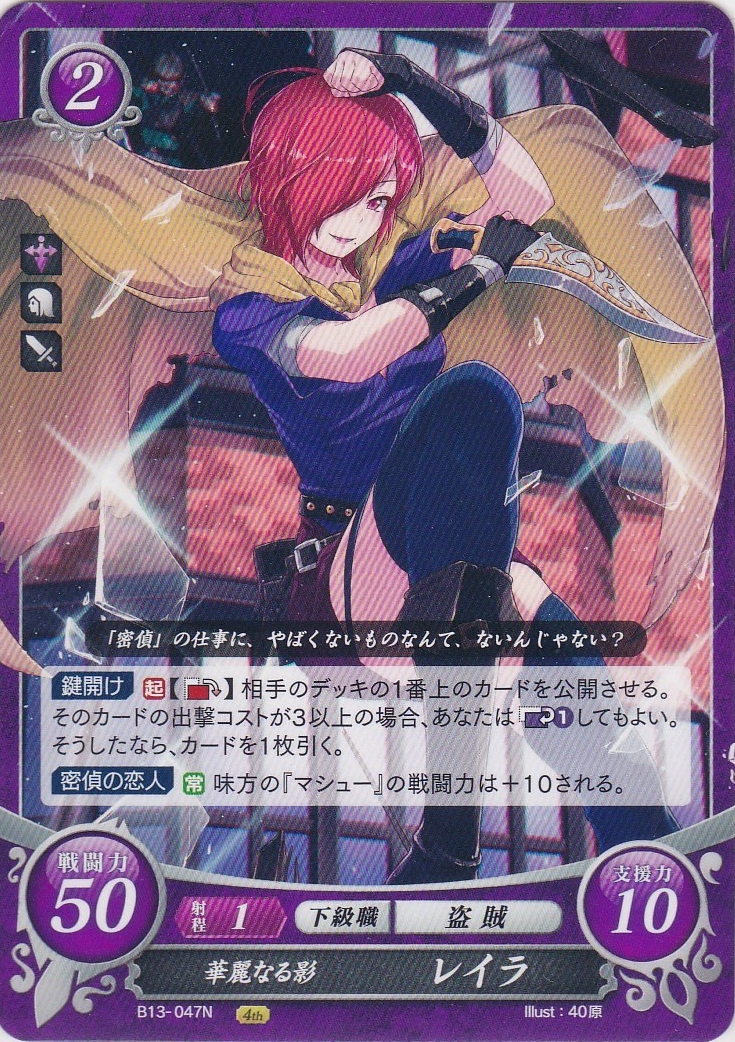 2
「密偵」の仕事に、やばくないものなんて、ないんじゃない？
鍵開け 起【】相手のデッキの1番上のカードを公開させる。
そのカードの出撃コストが3以上の場合、あなたは1してもよい。
そうしたなら、カードを1枚引く。
密偵の恋人 常 味方の『マシュー』の戦闘力は＋10される。
戦闘力
50
射程 1
下級職
盗賊
支援力
10
華麗なる影
レイラ
B13-047N
4th
Illust：40原